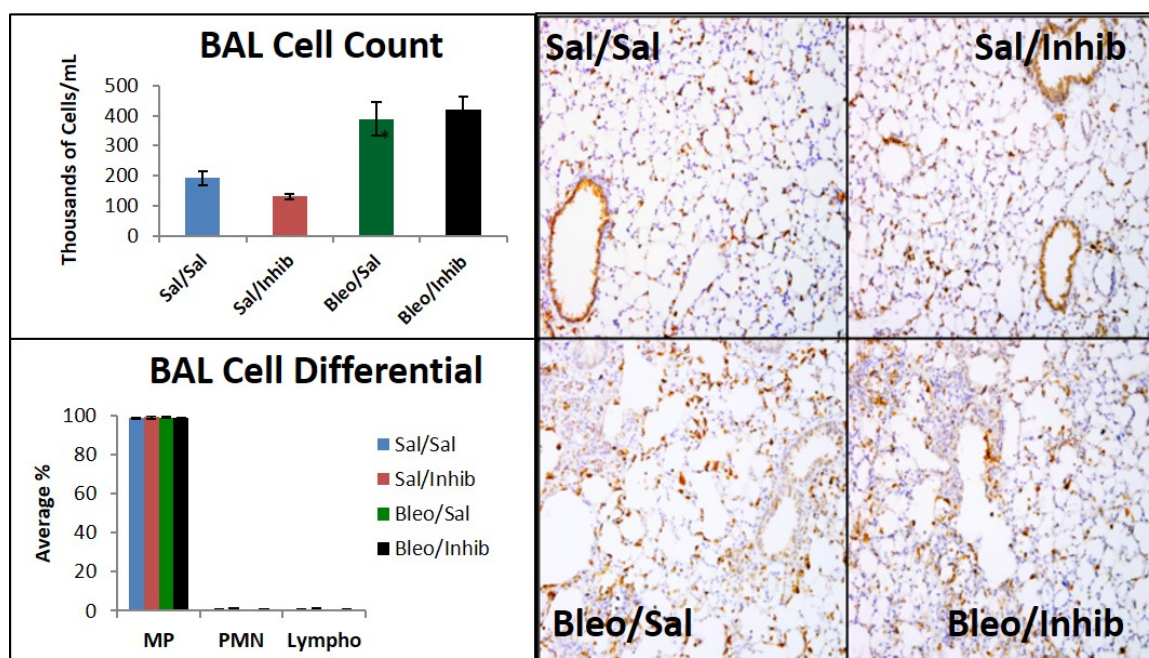 BAL Cell Count
Thousands of Cells/mL
500
400
300
200
100
0
*
Sal/Sal
Sal/Inhib
Bleo/Sal
Bleo/Inhib
Sal/Sal
Sal/Inhib
BAL Cell Differential
Average %
100
80
60
40
20
0
MP
PMN
Lympho
Sal/Sal
Sal/Inhib
Bleo/Sal
Bleo/Inhib
Bleo/Sal
Bleo/Inhib